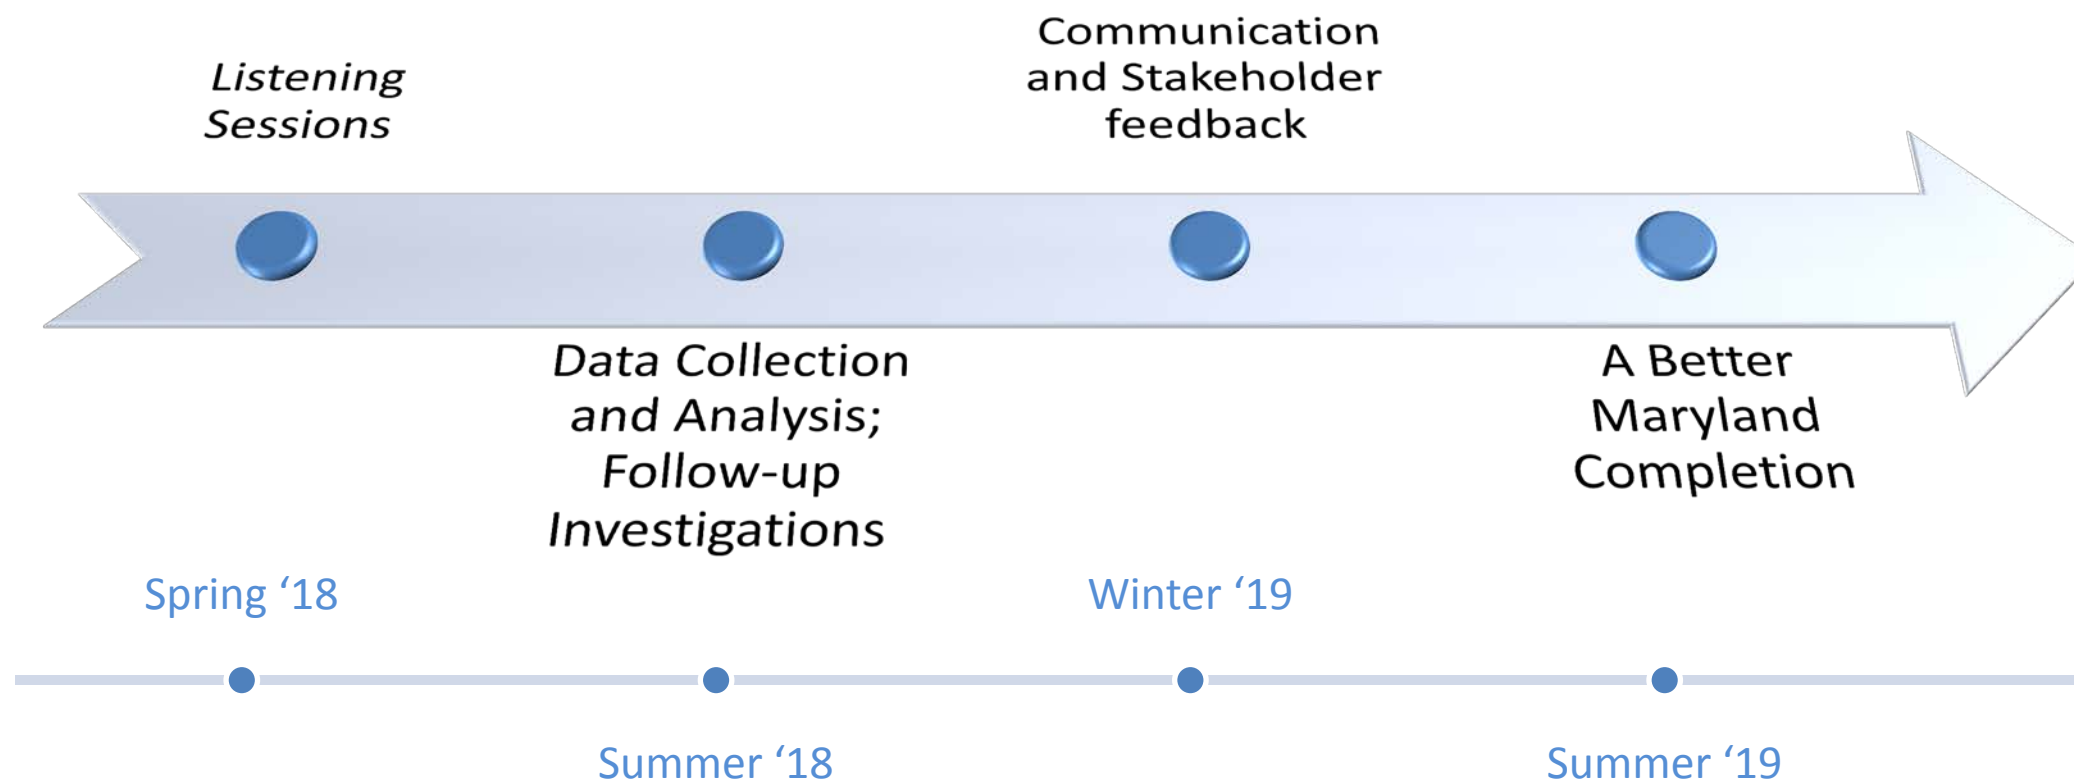 Listening
Sessions
Communication
and Stakeholder
feedback
Data Collection
and Analysis;
Follow-up
Investigations
A Better
Maryland
Completion
Spring ‘18
Winter ‘19
Summer ‘18
Summer ‘19